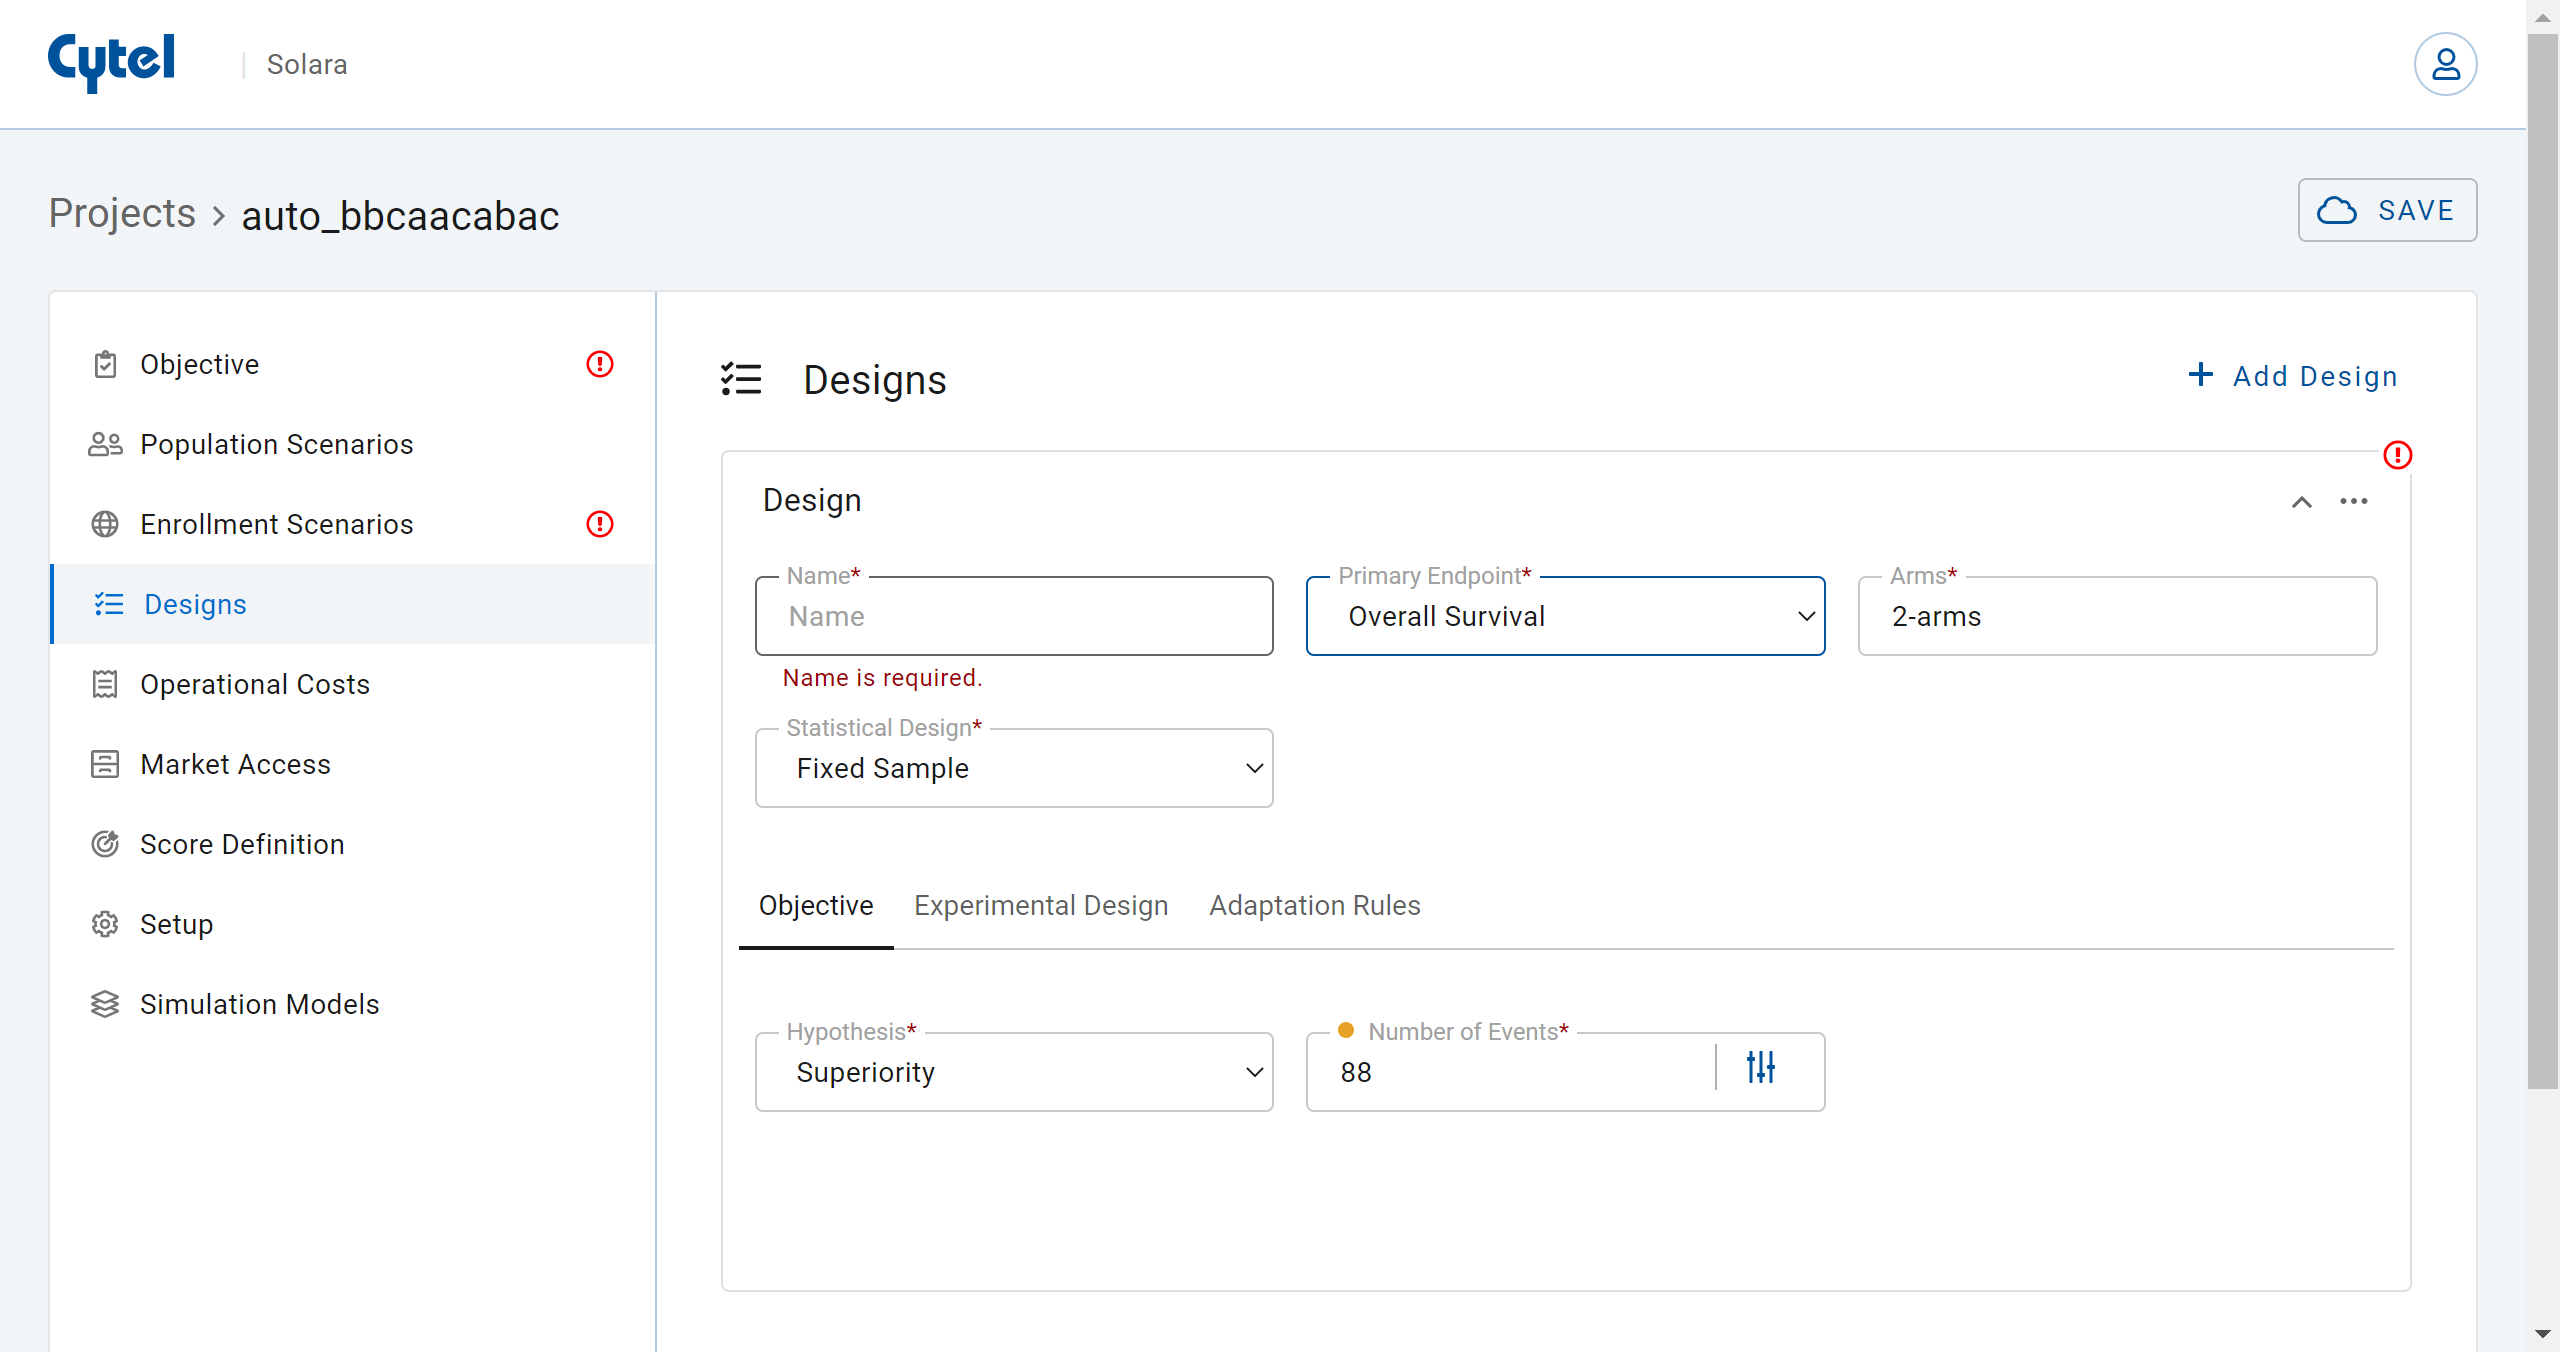 Cytel
| Solara
Projects > auto_bbcaacabac
SAVE
Objective
Population Scenarios
Enrollment Scenarios
Designs
Operational Costs
Market Access
Score Definition
Setup
Simulation Models
Designs
+ Add Design
Design
Name*
Name
Name is required.
Primary Endpoint*
Overall Survival
Arms*
2-arms
Statistical Design*
Fixed Sample
Objective Experimental Design Adaptation Rules
Hypothesis*
Superiority
Number of Events*
88